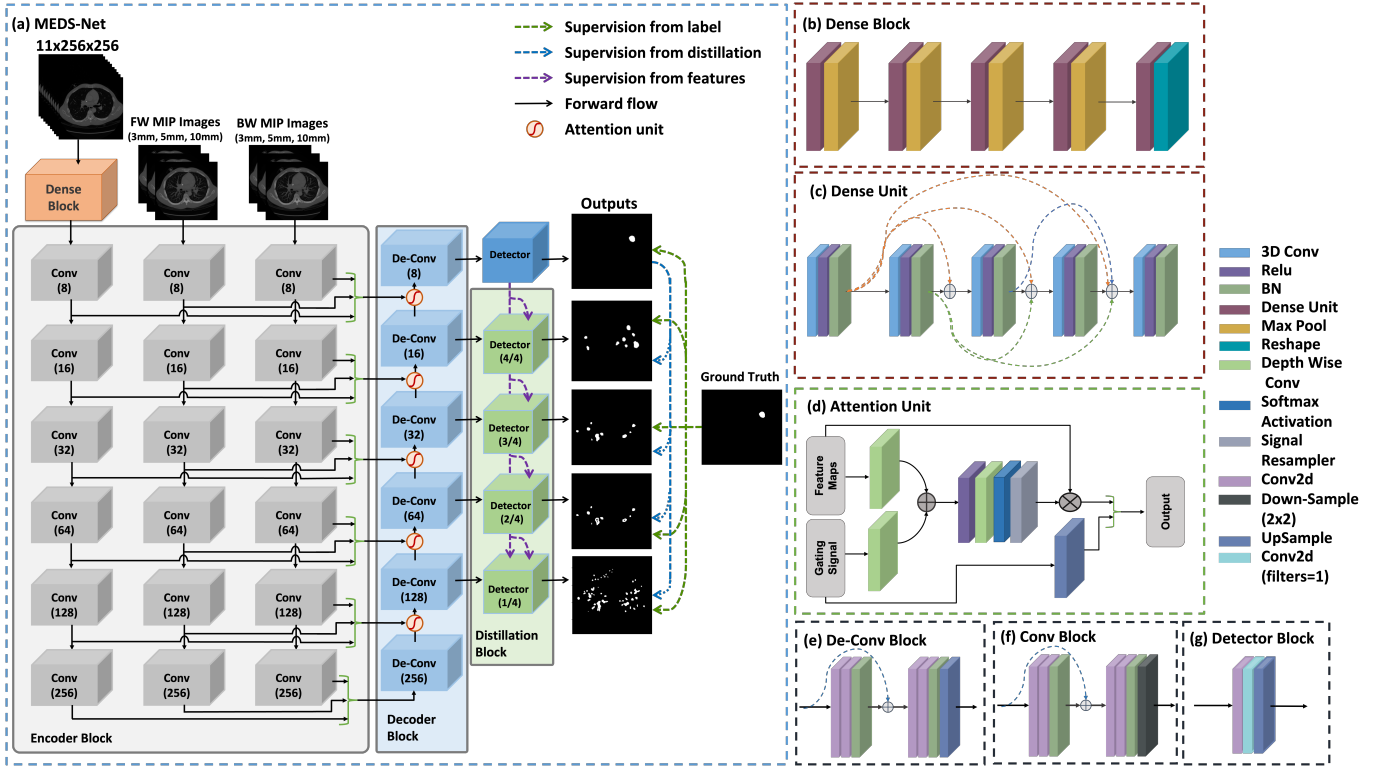 (a) MEDS-Net
11x256x256
FW MIP Images
(3mm, 5mm, 10mm)
BW MIP Images
(3mm, 5mm, 10mm)
Supervision from label
Supervision from distillation
Supervision from features
Forward flow
Attention unit
Dense
Block
Outputs
Conv
(8)
Conv
(8)
Conv
(8)
De-Conv
(8)
Detector
Conv
(16)
Conv
(16)
Conv
(16)
De-Conv
(16)
Detector
(4/4)
Conv
(32)
Conv
(32)
Conv
(32)
De-Conv
(32)
Detector
(3/4)
Conv
(64)
Conv
(64)
Conv
(64)
De-Conv
(64)
Detector
(2/4)
Conv
(128)
Conv
(128)
Conv
(128)
De-Conv
(128)
Detector
(1/4)
Conv
(256)
Conv
(256)
Conv
(256)
De-Conv
(256)
Ground Truth
Encoder Block
Decoder
Block
Distillation
Block
(b) Dense Block
(c) Dense Unit
(d) Attention Unit
Feature
Maps
Gating
Signal
Output
(e) De-Conv Block
(f) Conv Block
(g) Detector Block
3D Conv
Relu
BN
Dense Unit
Max Pool
Reshape
Depth Wise
Conv
Softmax
Activation
Signal
Resampler
Conv2d
Down-Sample
(2x2)
UpSample
Conv2d
(filters=1)